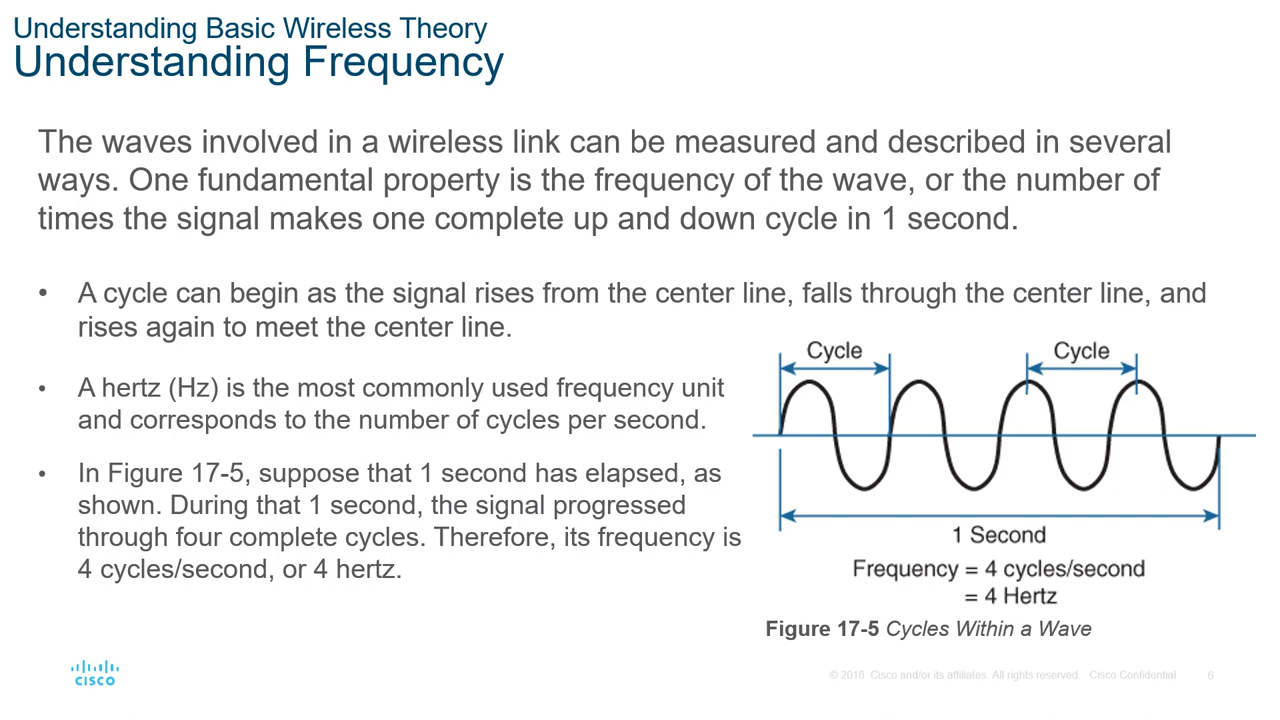 Understanding Basic Wireless Theory
Understanding Frequency
The waves involved in a wireless link can be measured and described in several
ways. One fundamental property is the frequency of the wave, or the number of
times the signal makes one complete up and down cycle in 1 second.
• A cycle can begin as the signal rises from the center line, falls through the center line, and
rises again to meet the center line.
• A hertz (Hz) is the most commonly used frequency unit
and corresponds to the number of cycles per second.
• In Figure 17-5, suppose that 1 second has elapsed, as
shown. During that 1 second, the signal progressed
through four complete cycles. Therefore, its frequency is
4 cycles/second, or 4 hertz.
Cycle
Cycle
1 Second
Frequency = 4 cycles/second
= 4 Hertz
Figure 17-5 Cycles Within a Wave
CISCO
© 2016 Cisco and/or its affiliates. All rights reserved. Cisco Confidential
6